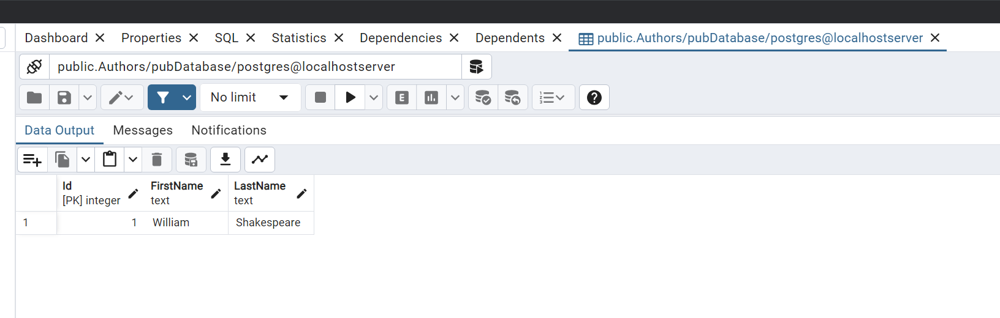 Dashboard Properties SQL Statistics Dependencies Dependents public.Authors/pubDatabase/postgres@localhostserver
public.Authors/pubDatabase/postgres@localhostserver
No limit E
Data Output Messages Notifications
Id FirstName LastName
[PK] integer text text
1 1 William Shakespeare